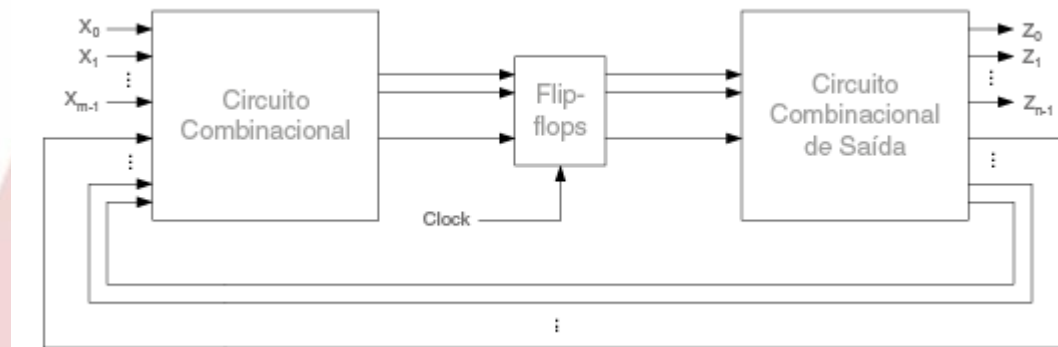 X0
X1
⋮
Xm-1
⋮
Circuito
Combinacional
Flip-
flops
Clock
Circuito
Combinacional
de Saída
Z0
Z1
⋮
Zn-1
⋮
⋮